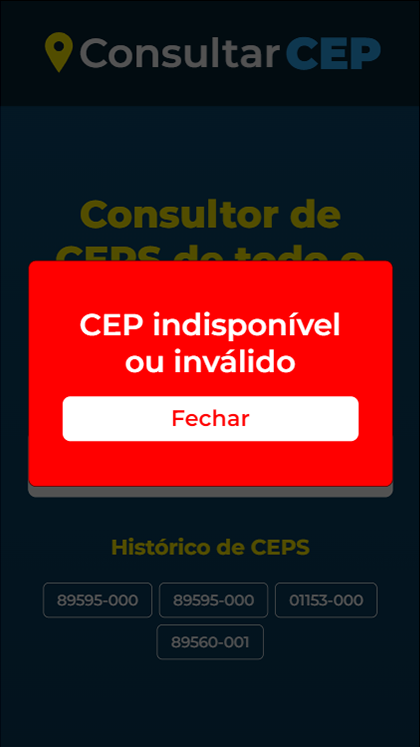 Consultar CEP
Consultor de
CEPS de todo o
CEP indisponível
ou inválido
Fechar
Histórico de CEPS
89595-000 89595-000 01153-000
89560-001